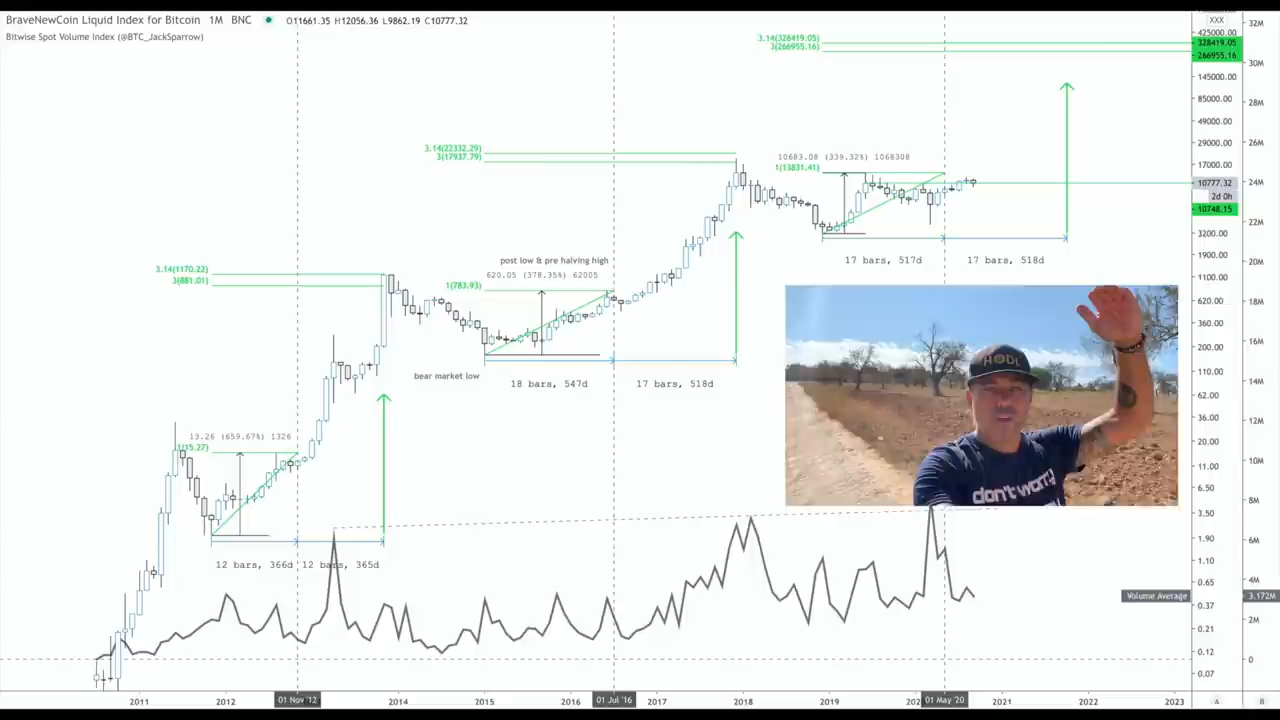 BraveNewCoin Liquid Index for Bitcoin 1M BNC O11661.35 H12056.36 L9862.19 C10777.32
Bitwise Spot Volume Index (@BTC_JackSparrow)
XXX
32M
3.14(328419.05)
3(266955.16)
425000.00
328419.05
266955.16
30M
145000.00
28M
85000.00
49000.00
26M
3.14(22332.29)
3(17937.79)
29000.00
10683.08 (339.32%) 1068308
1(13831.41)
17000.00
24M
10777.32
2d 0h
10748.15
22M
3200.00
post low & pre halving high
17 bars, 517d
17 bars, 518d
1900.00
20M
3.14(1170.22)
3(881.01)
620.05 (378.35%) 62005
1(783.93)
1100.00
620.00
18M
360.00
16M
200.00
bear market low
18 bars, 547d
17 bars, 518d
110.00
14M
62.00
HODL
36.00
12M
13.26 (659.67%) 1326
1(15.27)
20.00
11.00
10M
6.50
don't worry
3.50
8M
1.90
6M
12 bars, 366d
12 bars, 365d
1.10
0.65
4M
Volume Average
3.172M
0.37
0.21
2M
0.12
0
0.07
2011
2012
01 Nov '12
2014
2015
2016
01 Jul '16
2017
2018
2019
01 May '20
2021
2022
2023
A
B